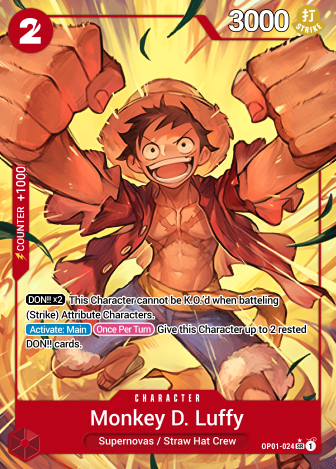 2
3000
打
STRIKE
COUNTER +1000
DON!! ×2 This Character cannot be K.O.'d when batteling
(Strike) Attribute Characters.
Activate: Main Once Per Turn Give this Character up to 2 rested
DON!! cards.
CHARACTER
Monkey D. Luffy
Supernovas / Straw Hat Crew
OP01-024 SR 1